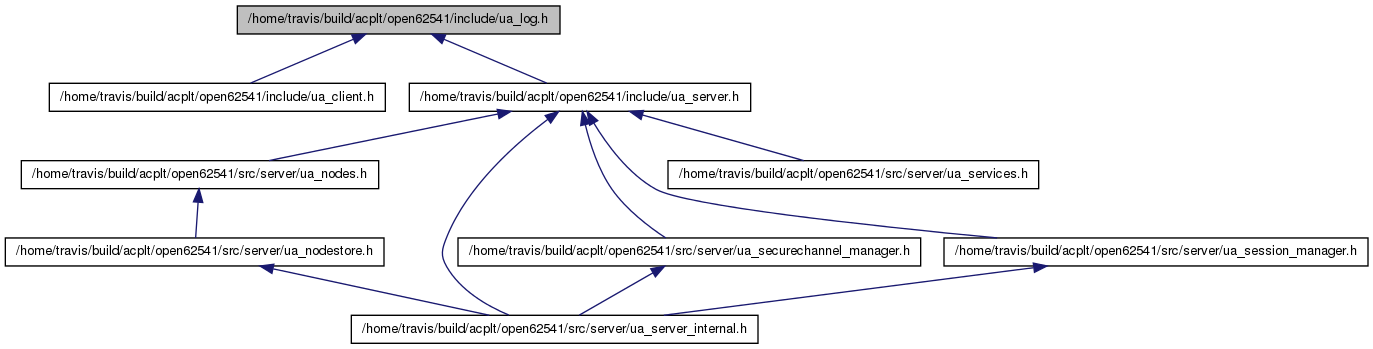 /home/travis/build/acplt/open62541/include/ua_log.h
/home/travis/build/acplt/open62541/include/ua_client.h
/home/travis/build/acplt/open62541/include/ua_server.h
/home/travis/build/acplt/open62541/src/server/ua_nodes.h
/home/travis/build/acplt/open62541/src/server/ua_services.h
/home/travis/build/acplt/open62541/src/server/ua_nodestore.h
/home/travis/build/acplt/open62541/src/server/ua_securechannel_manager.h
/home/travis/build/acplt/open62541/src/server/ua_session_manager.h
/home/travis/build/acplt/open62541/src/server/ua_server_internal.h